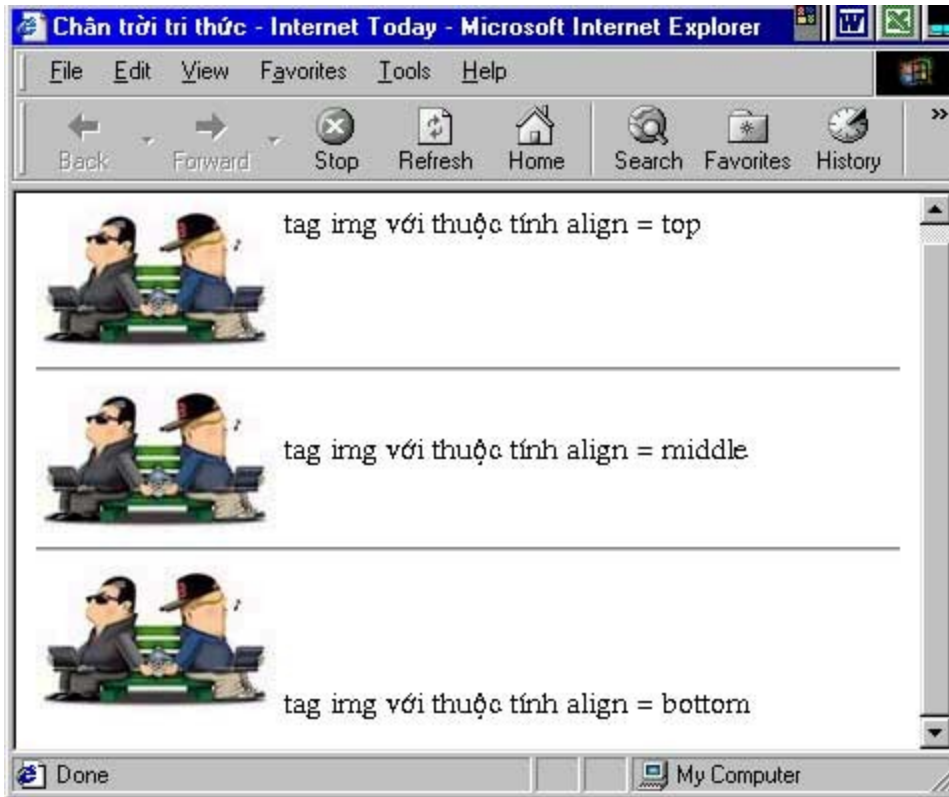 Chân trời tri thức - Internet Today - Microsoft Internet Explorer
File Edit View Favorites Tools Help
Back Forward Stop Refresh Home Search Favorites History »
tag img với thuộc tính align = top
tag img với thuộc tính align = middle
tag img với thuộc tính align = bottom
Done My Computer